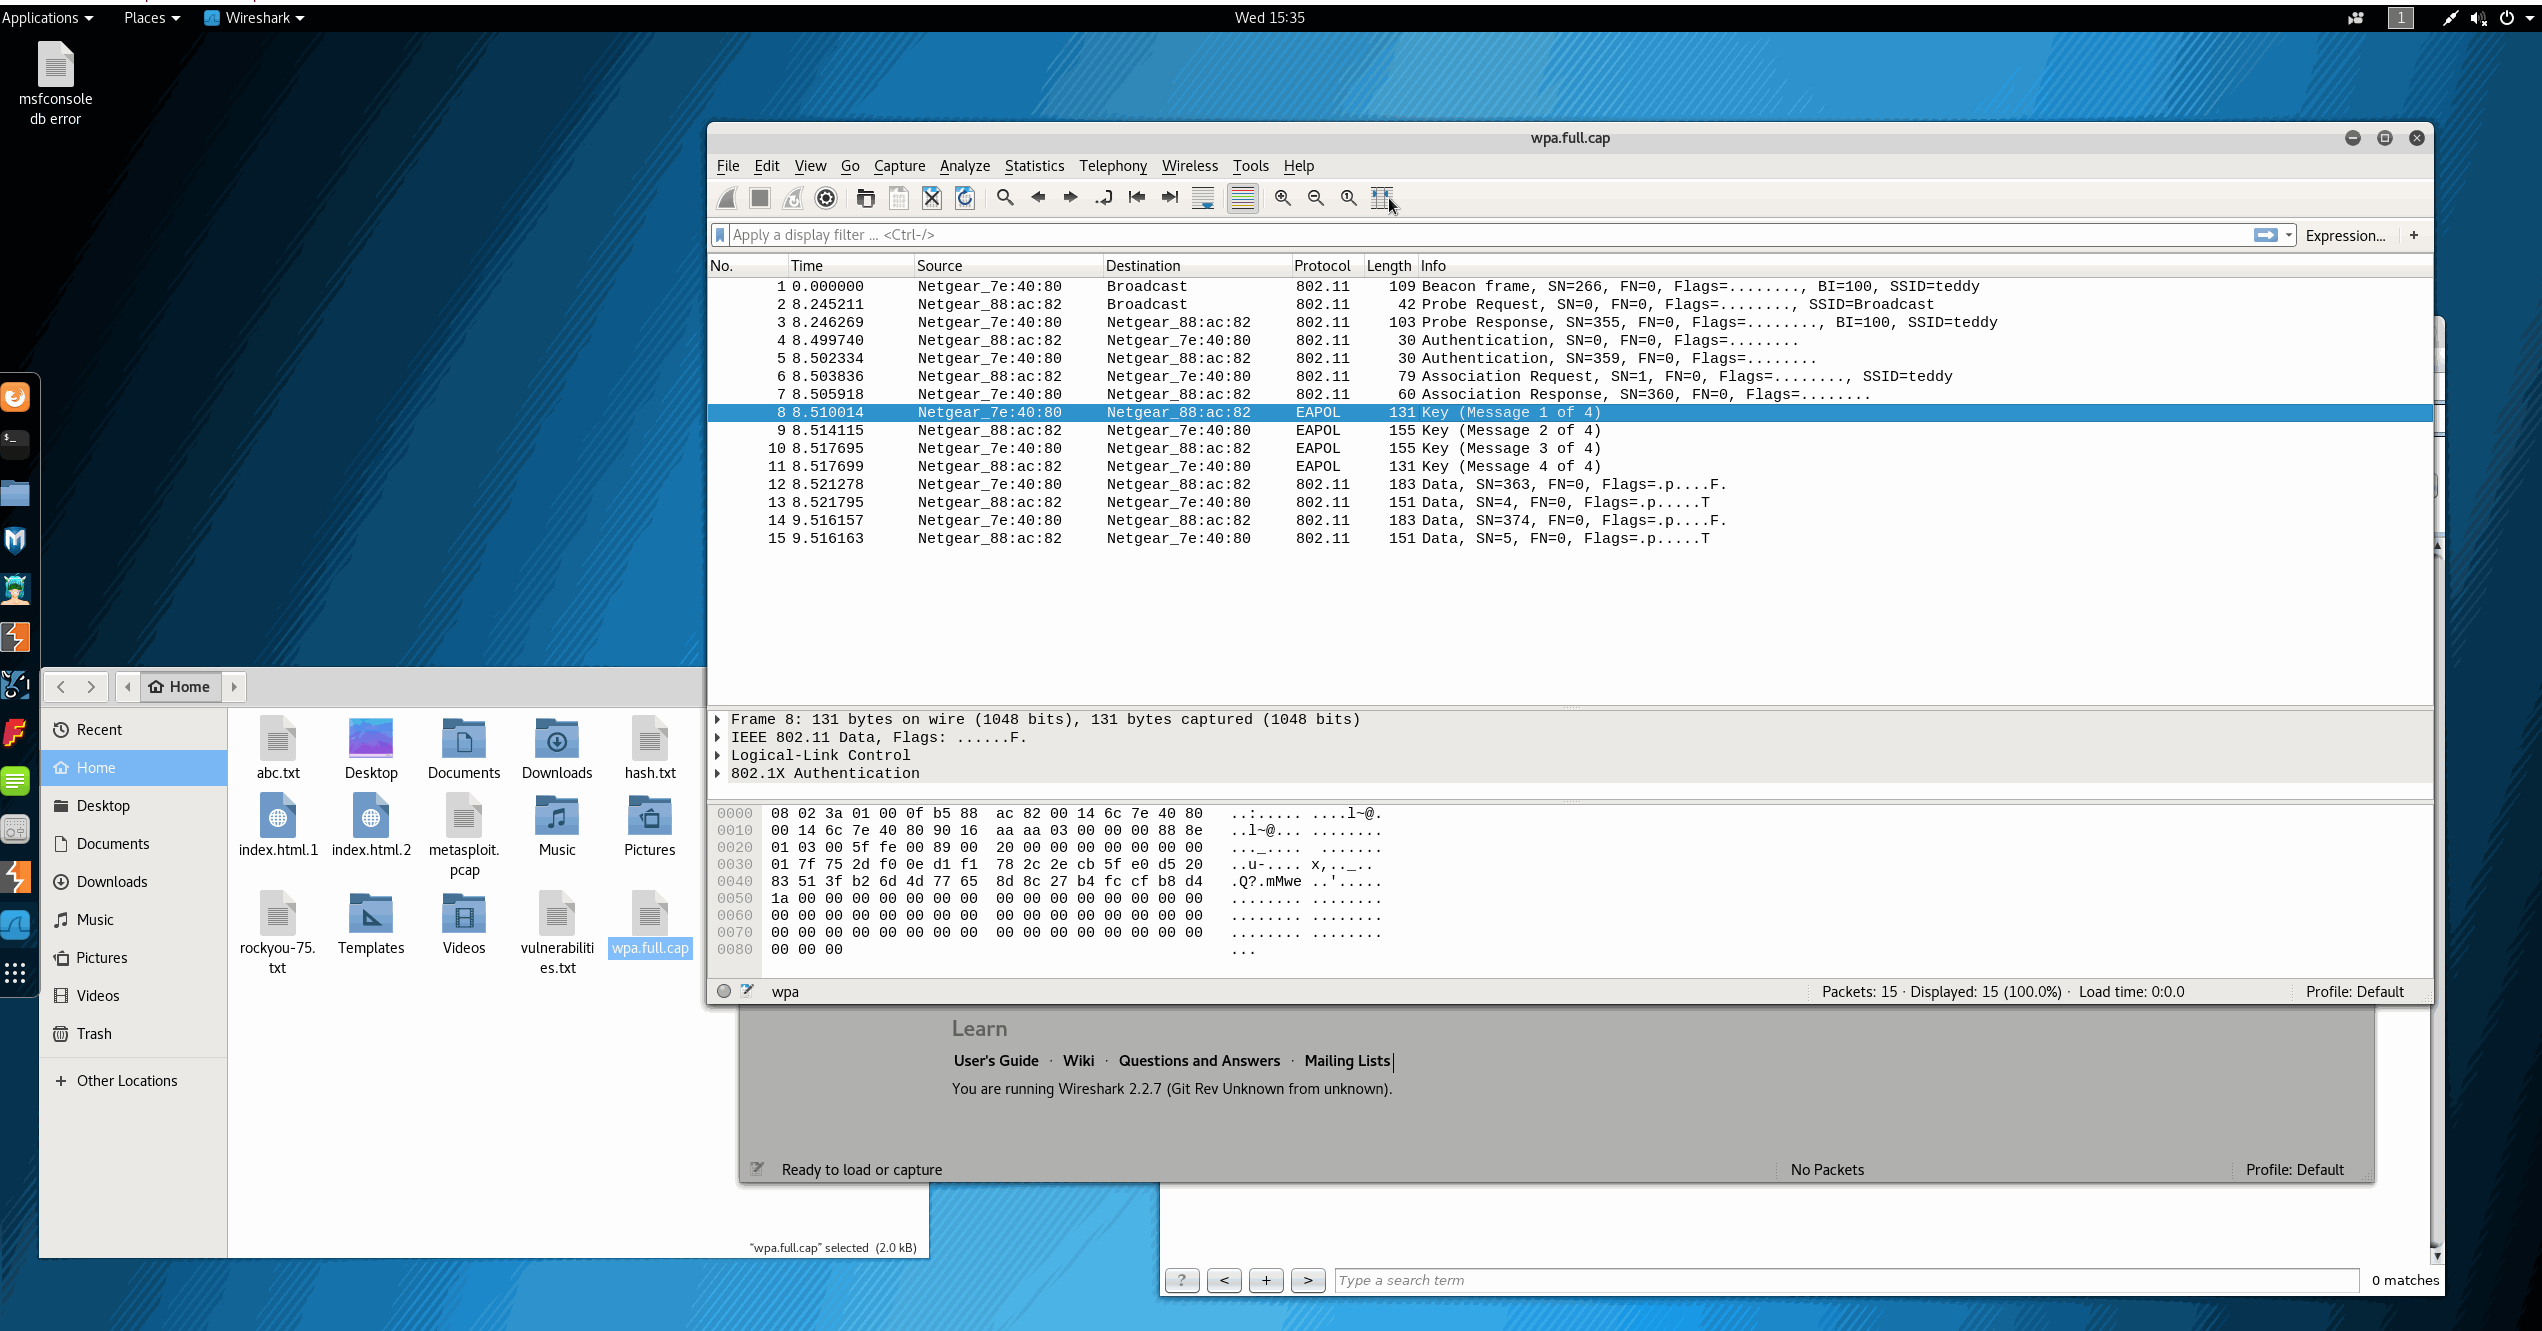 Applications Places Wireshark Wed 15:35 1
msfconsole
db error
wpa.full.cap
File Edit View Go Capture Analyze Statistics Telephony Wireless Tools Help
Apply a display filter ... <Ctrl-/> Expression... +
No. Time Source Destination Protocol Length Info
1 0.000000 Netgear_7e:40:80 Broadcast 802.11 109 Beacon frame, SN=266, FN=0, Flags=........, BI=100, SSID=teddy
2 8.245211 Netgear_88:ac:82 Broadcast 802.11 42 Probe Request, SN=0, FN=0, Flags=........, SSID=Broadcast
3 8.246269 Netgear_7e:40:80 Netgear_88:ac:82 802.11 103 Probe Response, SN=355, FN=0, Flags=........, BI=100, SSID=teddy
4 8.499740 Netgear_88:ac:82 Netgear_7e:40:80 802.11 30 Authentication, SN=0, FN=0, Flags=........
5 8.502334 Netgear_7e:40:80 Netgear_88:ac:82 802.11 30 Authentication, SN=359, FN=0, Flags=........
6 8.503836 Netgear_88:ac:82 Netgear_7e:40:80 802.11 79 Association Request, SN=1, FN=0, Flags=........, SSID=teddy
7 8.505918 Netgear_7e:40:80 Netgear_88:ac:82 802.11 60 Association Response, SN=360, FN=0, Flags=........
8 8.510014 Netgear_7e:40:80 Netgear_88:ac:82 EAPOL 131 Key (Message 1 of 4)
9 8.514115 Netgear_88:ac:82 Netgear_7e:40:80 EAPOL 155 Key (Message 2 of 4)
10 8.517695 Netgear_7e:40:80 Netgear_88:ac:82 EAPOL 155 Key (Message 3 of 4)
11 8.517699 Netgear_88:ac:82 Netgear_7e:40:80 EAPOL 131 Key (Message 4 of 4)
12 8.521278 Netgear_7e:40:80 Netgear_88:ac:82 802.11 183 Data, SN=363, FN=0, Flags=.p....F.
13 8.521795 Netgear_88:ac:82 Netgear_7e:40:80 802.11 151 Data, SN=4, FN=0, Flags=.p.....T
14 9.516157 Netgear_7e:40:80 Netgear_88:ac:82 802.11 183 Data, SN=374, FN=0, Flags=.p....F.
15 9.516163 Netgear_88:ac:82 Netgear_7e:40:80 802.11 151 Data, SN=5, FN=0, Flags=.p.....T
Frame 8: 131 bytes on wire (1048 bits), 131 bytes captured (1048 bits)
IEEE 802.11 Data, Flags: ......F.
Logical-Link Control
802.1X Authentication
0000 08 02 3a 01 00 0f b5 88 ac 82 00 14 6c 7e 40 80 ..:..... ....l~@.
0010 00 14 6c 7e 40 80 90 16 aa aa 03 00 00 00 88 8e ..l~@... ........
0020 01 03 00 5f fe 00 89 00 20 00 00 00 00 00 00 00 ..._.... .......
0030 01 7f 75 2d f0 0e d1 f1 78 2c 2e cb 5f e0 d5 20 ..u-.... x,.._..
0040 83 51 3f b2 6d 4d 77 65 8d 8c 27 b4 fc cf b8 d4 .Q?.mMwe ..'.....
0050 1a 00 00 00 00 00 00 00 00 00 00 00 00 00 00 00 ........ ........
0060 00 00 00 00 00 00 00 00 00 00 00 00 00 00 00 00 ........ ........
0070 00 00 00 00 00 00 00 00 00 00 00 00 00 00 00 00 ........ ........
0080 00 00 00 ...
wpa Packets: 15 · Displayed: 15 (100.0%) · Load time: 0:0.0 Profile: Default
Home
Recent
Home
Desktop
Documents
Downloads
Music
Pictures
Videos
Trash
+ Other Locations
abc.txt Desktop Documents Downloads hash.txt
index.html.1 index.html.2 metasploit.
pcap Music Pictures
rockyou-75.
txt Templates Videos vulnerabiliti
es.txt wpa.full.cap
"wpa.full.cap" selected (2.0 kB)
Learn
User's Guide · Wiki · Questions and Answers · Mailing Lists
You are running Wireshark 2.2.7 (Git Rev Unknown from unknown).
Ready to load or capture No Packets Profile: Default
? < + > Type a search term 0 matches